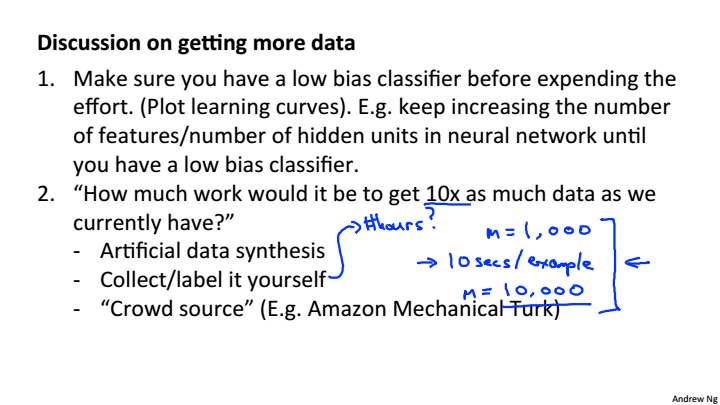 Discussion on getting more data
1. Make sure you have a low bias classifier before expending the
effort. (Plot learning curves). E.g. keep increasing the number
of features/number of hidden units in neural network until
you have a low bias classifier.
2. “How much work would it be to get 10x as much data as we
currently have?”
#hours?
m = 1,000
- Artificial data synthesis
→ 10 secs/example
- Collect/label it yourself
m = 10,000
- “Crowd source” (E.g. Amazon Mechanical Turk)
Andrew Ng